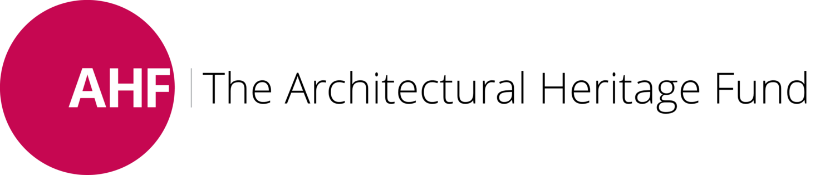 AHF | The Architectural Heritage Fund